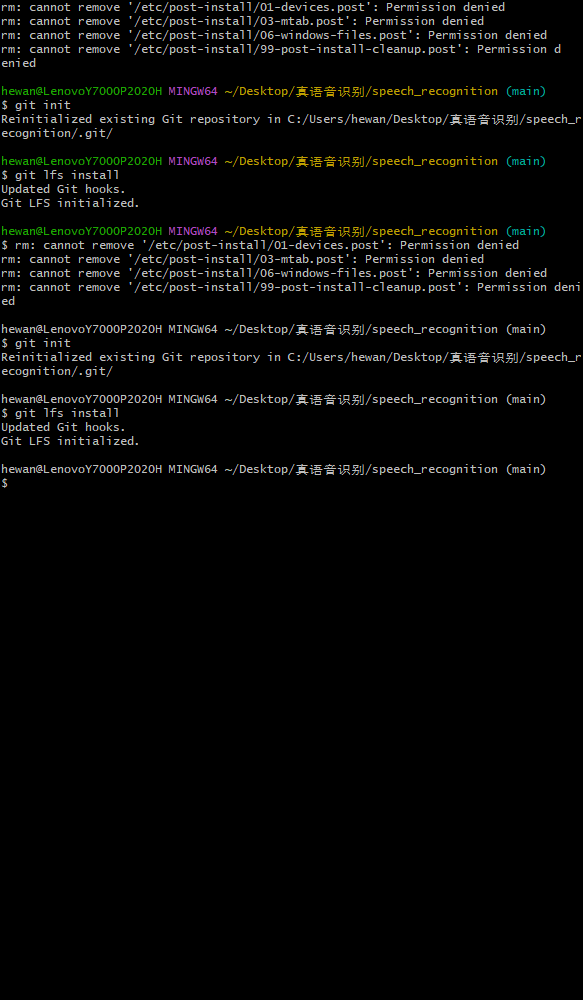 rm: cannot remove '/etc/post-install/01-devices.post': Permission denied
rm: cannot remove '/etc/post-install/03-mtab.post': Permission denied
rm: cannot remove '/etc/post-install/06-windows-files.post': Permission denied
rm: cannot remove '/etc/post-install/99-post-install-cleanup.post': Permission d
enied
hewan@LenovoY7000P2020H MINGW64 ~/Desktop/真语音识别/speech_recognition (main)
$ git init
Reinitialized existing Git repository in C:/Users/hewan/Desktop/真语音识别/speech_r
ecognition/.git/
hewan@LenovoY7000P2020H MINGW64 ~/Desktop/真语音识别/speech_recognition (main)
$ git lfs install
Updated Git hooks.
Git LFS initialized.
hewan@LenovoY7000P2020H MINGW64 ~/Desktop/真语音识别/speech_recognition (main)
$ rm: cannot remove '/etc/post-install/01-devices.post': Permission denied
rm: cannot remove '/etc/post-install/03-mtab.post': Permission denied
rm: cannot remove '/etc/post-install/06-windows-files.post': Permission denied
rm: cannot remove '/etc/post-install/99-post-install-cleanup.post': Permission deni
ed
hewan@LenovoY7000P2020H MINGW64 ~/Desktop/真语音识别/speech_recognition (main)
$ git init
Reinitialized existing Git repository in C:/Users/hewan/Desktop/真语音识别/speech_r
ecognition/.git/
hewan@LenovoY7000P2020H MINGW64 ~/Desktop/真语音识别/speech_recognition (main)
$ git lfs install
Updated Git hooks.
Git LFS initialized.
hewan@LenovoY7000P2020H MINGW64 ~/Desktop/真语音识别/speech_recognition (main)
$